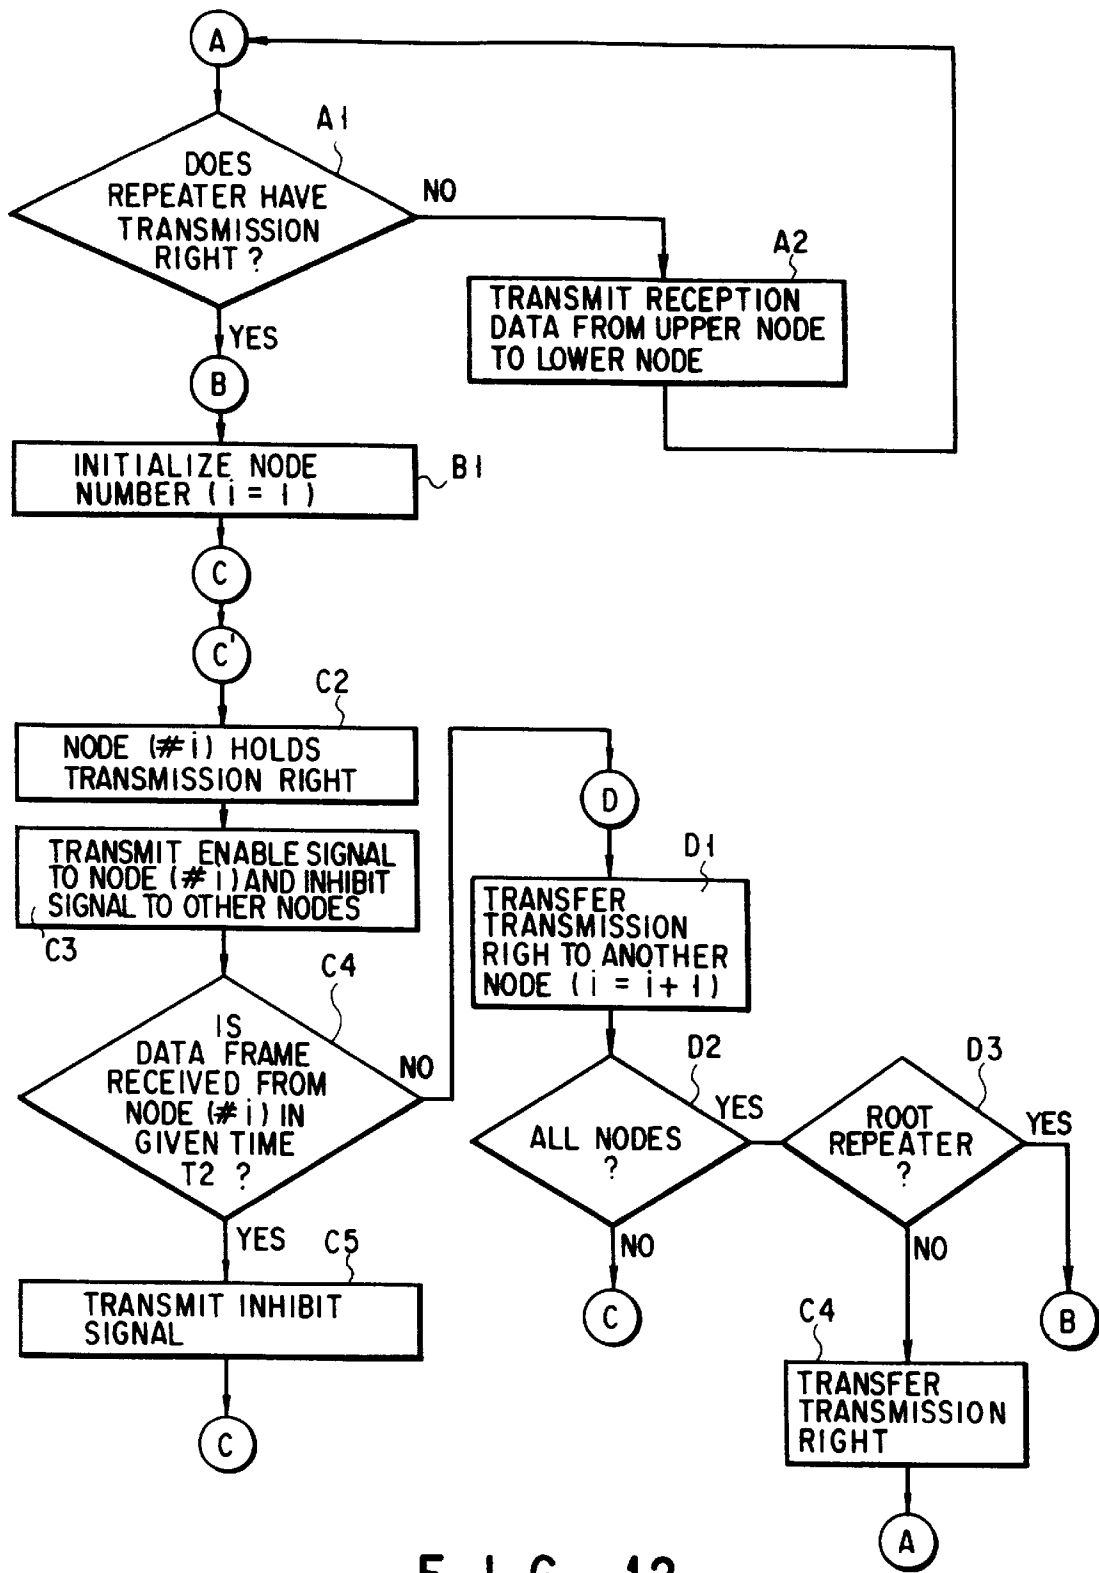 A
A1
DOES
REPEATER HAVE
TRANSMISSION
RIGHT ?
NO
A2
TRANSMIT RECEPTION
DATA FROM UPPER NODE
TO LOWER NODE
YES
B
INITIALIZE NODE
NUMBER ( i = 1 )
B1
C
C'
C2
NODE (# i) HOLDS
TRANSMISSION RIGHT
TRANSMIT ENABLE SIGNAL
TO NODE (# i) AND INHIBIT
SIGNAL TO OTHER NODES
C3
C4
IS
DATA FRAME
RECEIVED FROM
NODE (# i) IN
GIVEN TIME
T2 ?
NO
YES
C5
TRANSMIT INHIBIT
SIGNAL
C
D
D1
TRANSFER
TRANSMISSION
RIGH TO ANOTHER
NODE ( i = i + 1)
D2
ALL NODES
?
YES
NO
C
D3
ROOT
REPEATER
?
YES
B
NO
C4
TRANSFER
TRANSMISSION
RIGHT
A